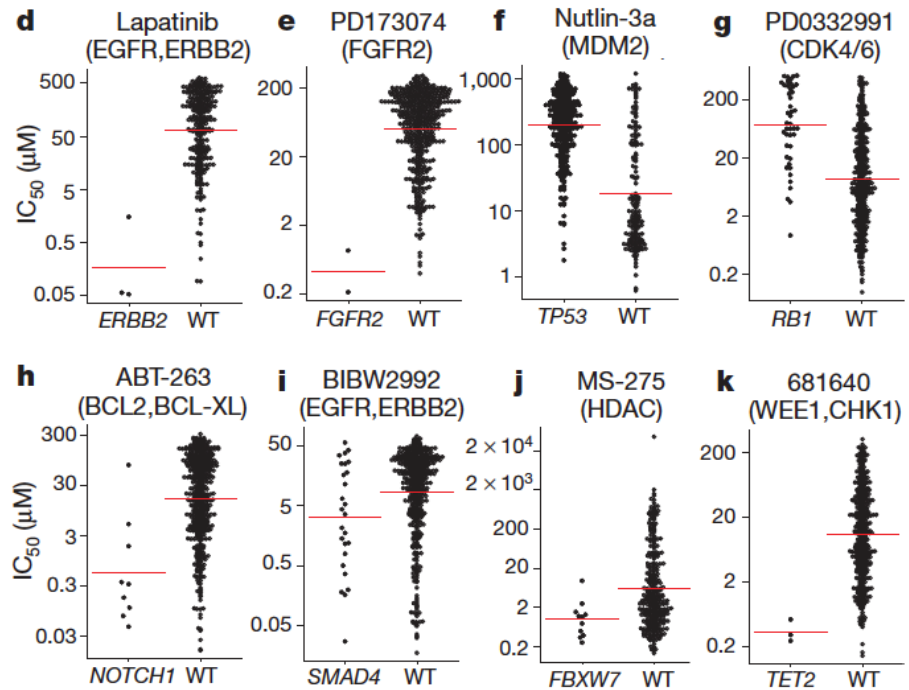 d Lapatinib (EGFR,ERBB2)
IC50 (µM)
500
50
5
0.5
0.05
ERBB2 WT
e PD173074 (FGFR2)
200
20
2
0.2
FGFR2 WT
f Nutlin-3a (MDM2)
1,000
100
10
1
TP53 WT
g PD0332991 (CDK4/6)
200
20
2
0.2
RB1 WT
h ABT-263 (BCL2,BCL-XL)
IC50 (µM)
300
30
3
0.3
0.03
NOTCH1 WT
i BIBW2992 (EGFR,ERBB2)
50
5
0.5
0.05
SMAD4 WT
j MS-275 (HDAC)
2 × 10⁴
2 × 10³
200
20
2
0.2
FBXW7 WT
k 681640 (WEE1,CHK1)
200
20
2
0.2
TET2 WT